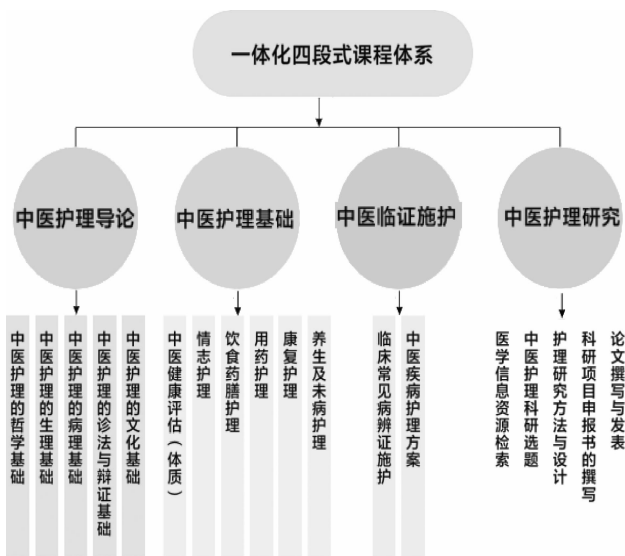 一体化四段式课程体系
中医护理导论
中医护理基础
中医临证施护
中医护理研究
中医护理的哲学基础
中医护理的生理基础
中医护理的病理基础
中医护理的诊法与辩证基础
中医护理的文化基础
中医健康评估（体质）
情志护理
饮食药膳护理
用药护理
康复护理
养生及未病护理
临床常见病辨证施护
中医疾病护理方案
医学信息资源检索
中医护理科研选题
护理研究方法与设计
科研项目申报书的撰写
论文撰写与发表